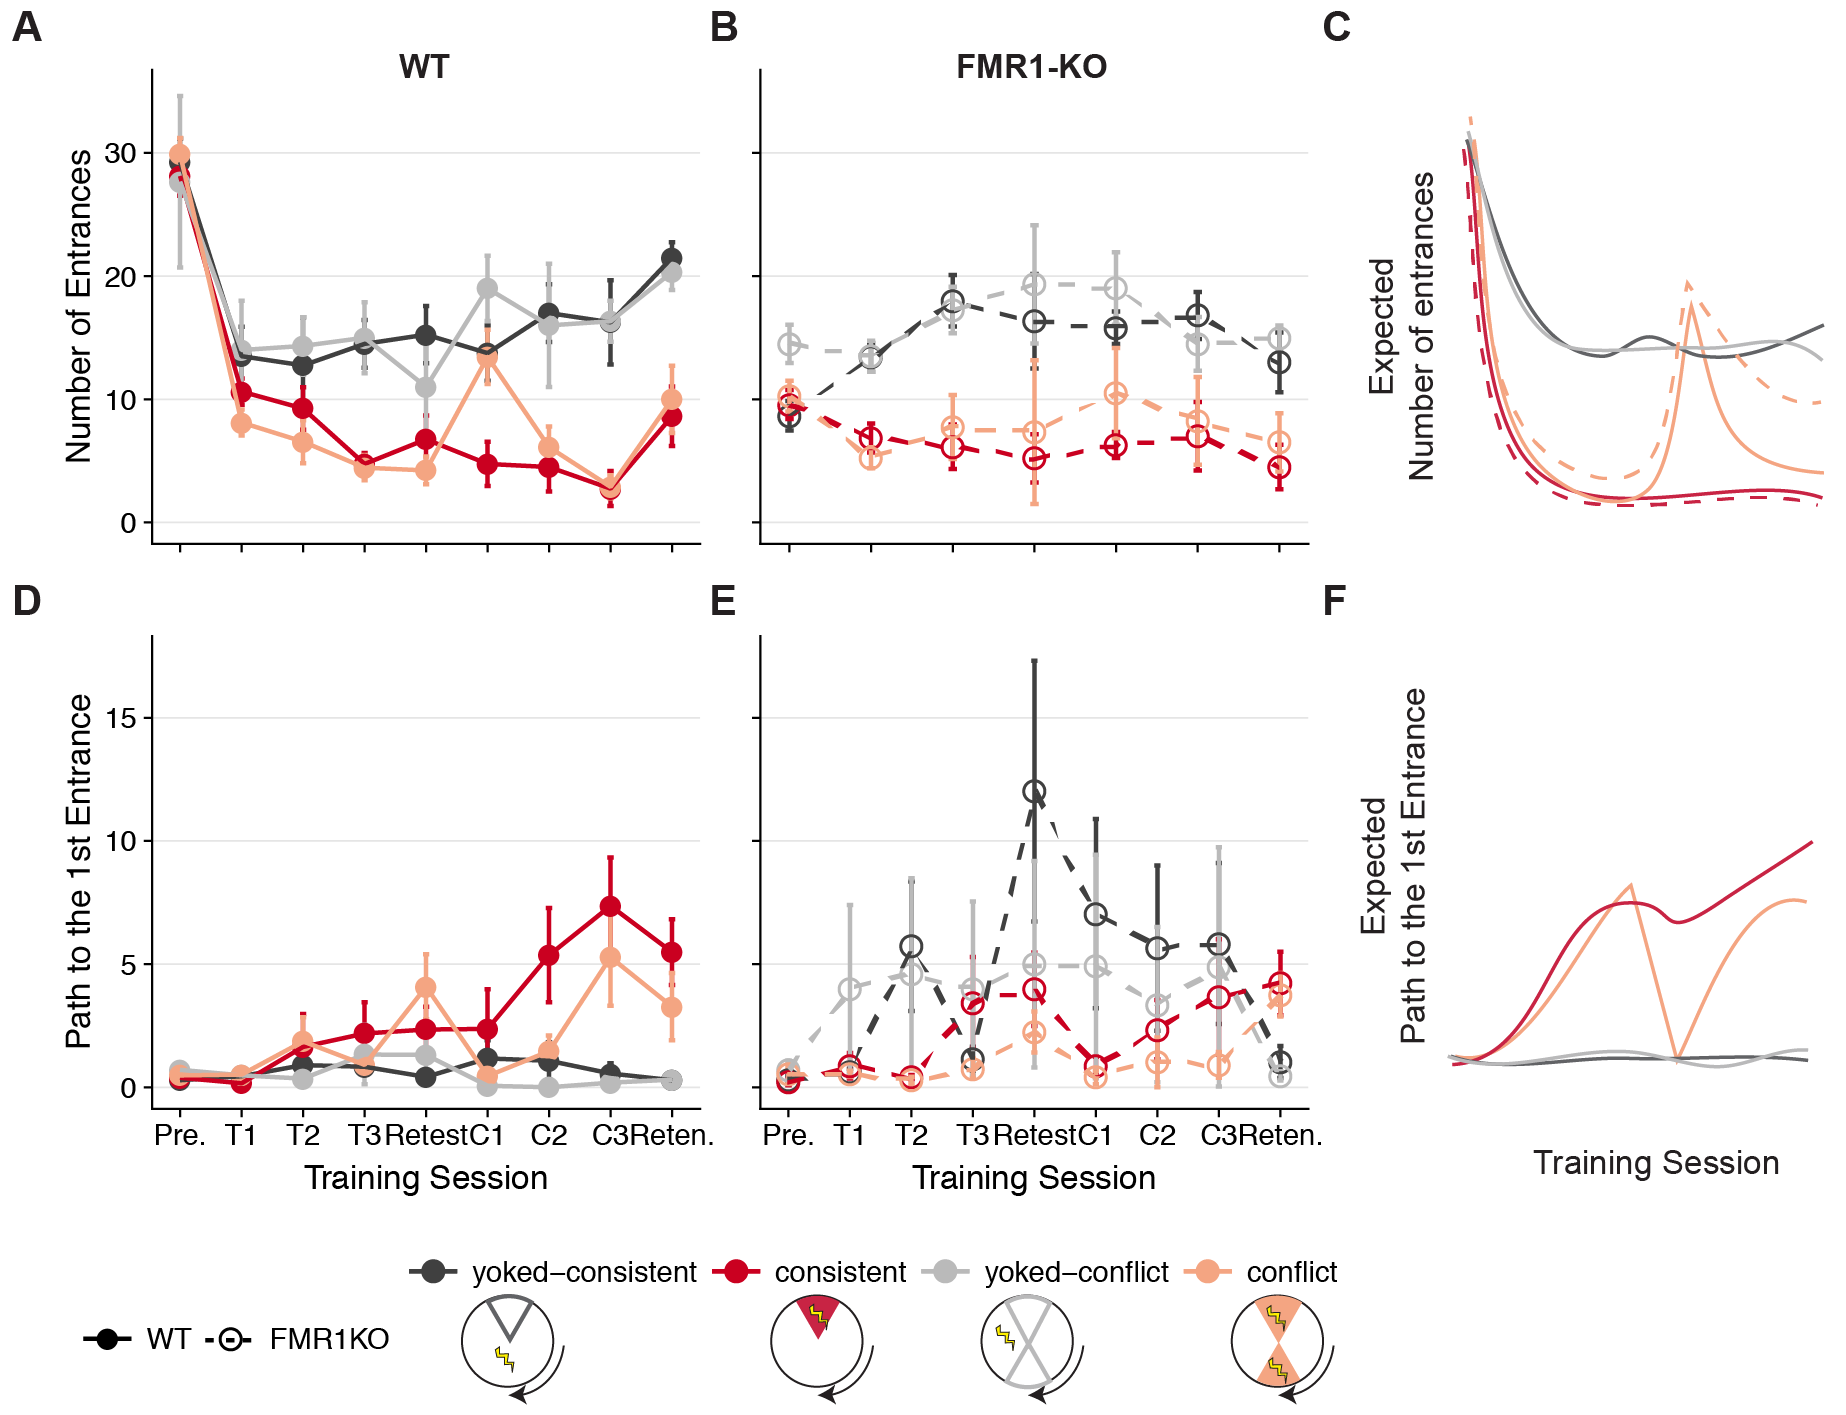 A
B
C
WT
FMR1-KO
Number of Entrances
30
20
10
0
Expected
Number of entrances
D
E
F
Path to the 1st Entrance
15
10
5
0
Expected
Path to the 1st Entrance
Pre. T1 T2 T3 Retest C1 C2 C3 Reten.
Pre. T1 T2 T3 Retest C1 C2 C3 Reten.
Training Session
Training Session
Training Session
yoked–consistent consistent yoked–conflict conflict
WT FMR1KO